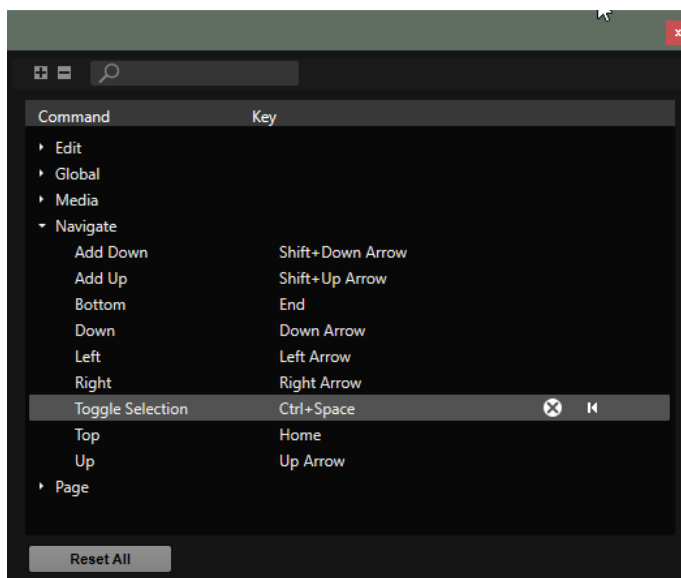 x
Command Key
Edit
Global
Media
Navigate
Add Down Shift+Down Arrow
Add Up Shift+Up Arrow
Bottom End
Down Down Arrow
Left Left Arrow
Right Right Arrow
Toggle Selection Ctrl+Space
Top Home
Up Up Arrow
Page
Reset All